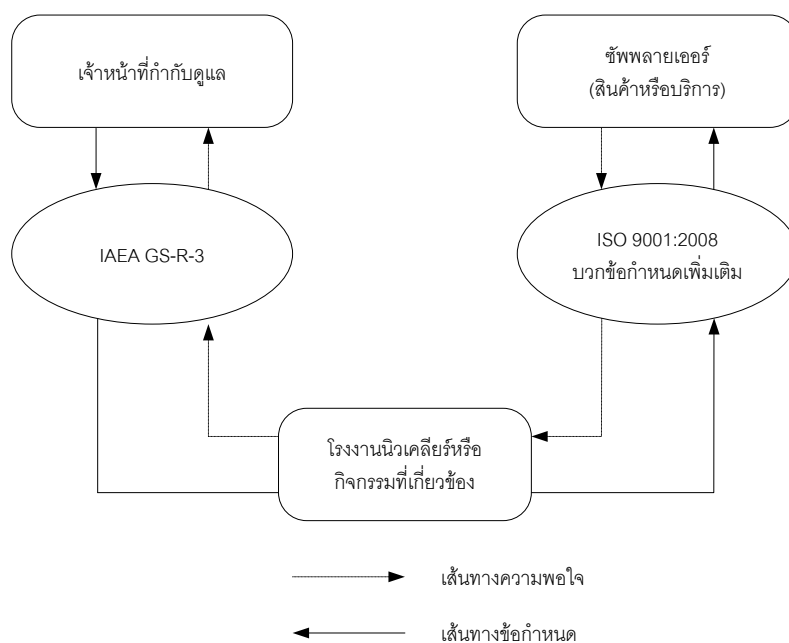 เจ้าหน้าที่กำกับดูแล
ซัพพลายเออร์
(สินค้าหรือบริการ)
IAEA GS-R-3
ISO 9001:2008
บวกข้อกำหนดเพิ่มเติม
โรงงานนิวเคลียร์หรือ
กิจกรรมที่เกี่ยวข้อง
เส้นทางความพอใจ
เส้นทางข้อกำหนด